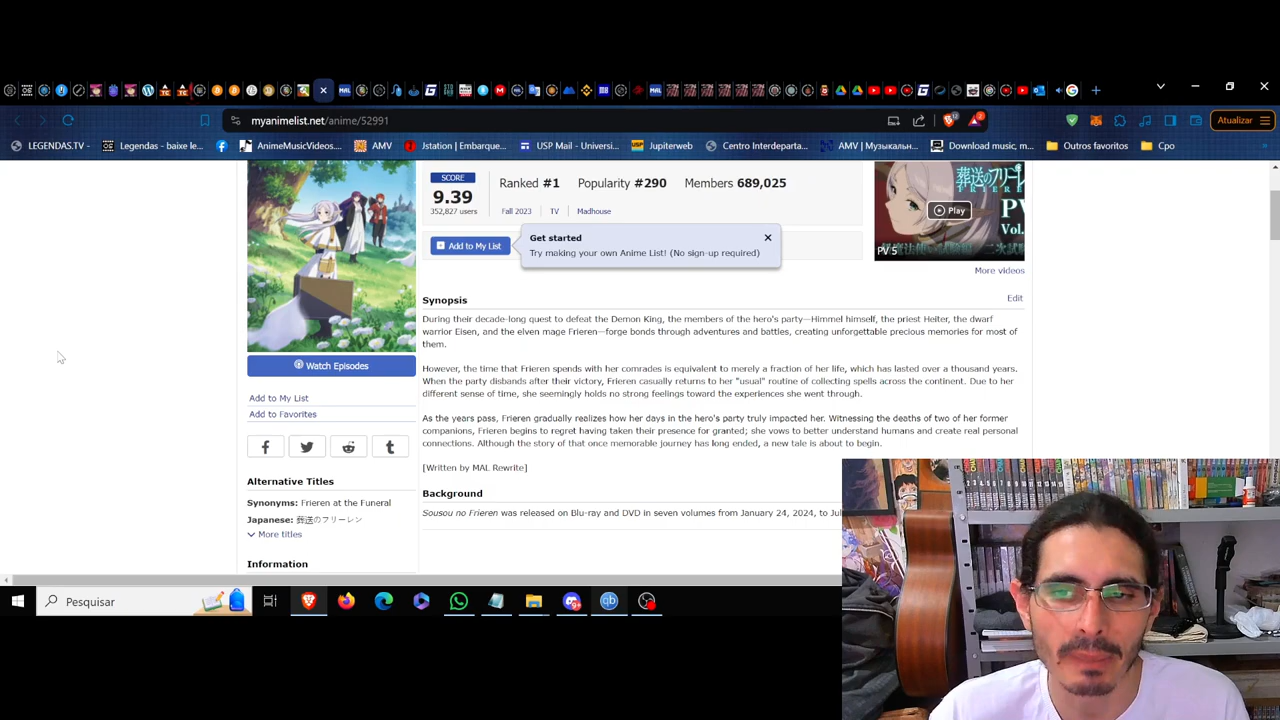 myanimelist.net/anime/52991
Atualizar
LEGENDAS.TV -
Legendas - baixe le...
AnimeMusicVideos....
AMV
Jstation | Embarque...
USP Mail - Universi...
Jupiterweb
Centro Interdeparta...
AMV | Музыкальн...
Download music, m...
Outros favoritos
Cpo
SCORE
9.39
352,827 users
Ranked #1 Popularity #290 Members 689,025
Fall 2023 TV Madhouse
Add to My List
Get started
Try making your own Anime List! (No sign-up required)
葬送のフリーレン
Play
PV 5
More videos
Synopsis
Edit
During their decade-long quest to defeat the Demon King, the members of the hero's party—Himmel himself, the priest Heiter, the dwarf
warrior Eisen, and the elven mage Frieren—forge bonds through adventures and battles, creating unforgettable precious memories for most of
them.
However, the time that Frieren spends with her comrades is equivalent to merely a fraction of her life, which has lasted over a thousand years.
When the party disbands after their victory, Frieren casually returns to her "usual" routine of collecting spells across the continent. Due to her
different sense of time, she seemingly holds no strong feelings toward the experiences she went through.
As the years pass, Frieren gradually realizes how her days in the hero's party truly impacted her. Witnessing the deaths of two of her former
companions, Frieren begins to regret having taken their presence for granted; she vows to better understand humans and create real personal
connections. Although the story of that once memorable journey has long ended, a new tale is about to begin.
[Written by MAL Rewrite]
Background
Sousou no Frieren was released on Blu-ray and DVD in seven volumes from January 24, 2024, to Jul
Watch Episodes
Add to My List
Add to Favorites
Alternative Titles
Synonyms: Frieren at the Funeral
Japanese: 葬送のフリーレン
More titles
Information
Pesquisar